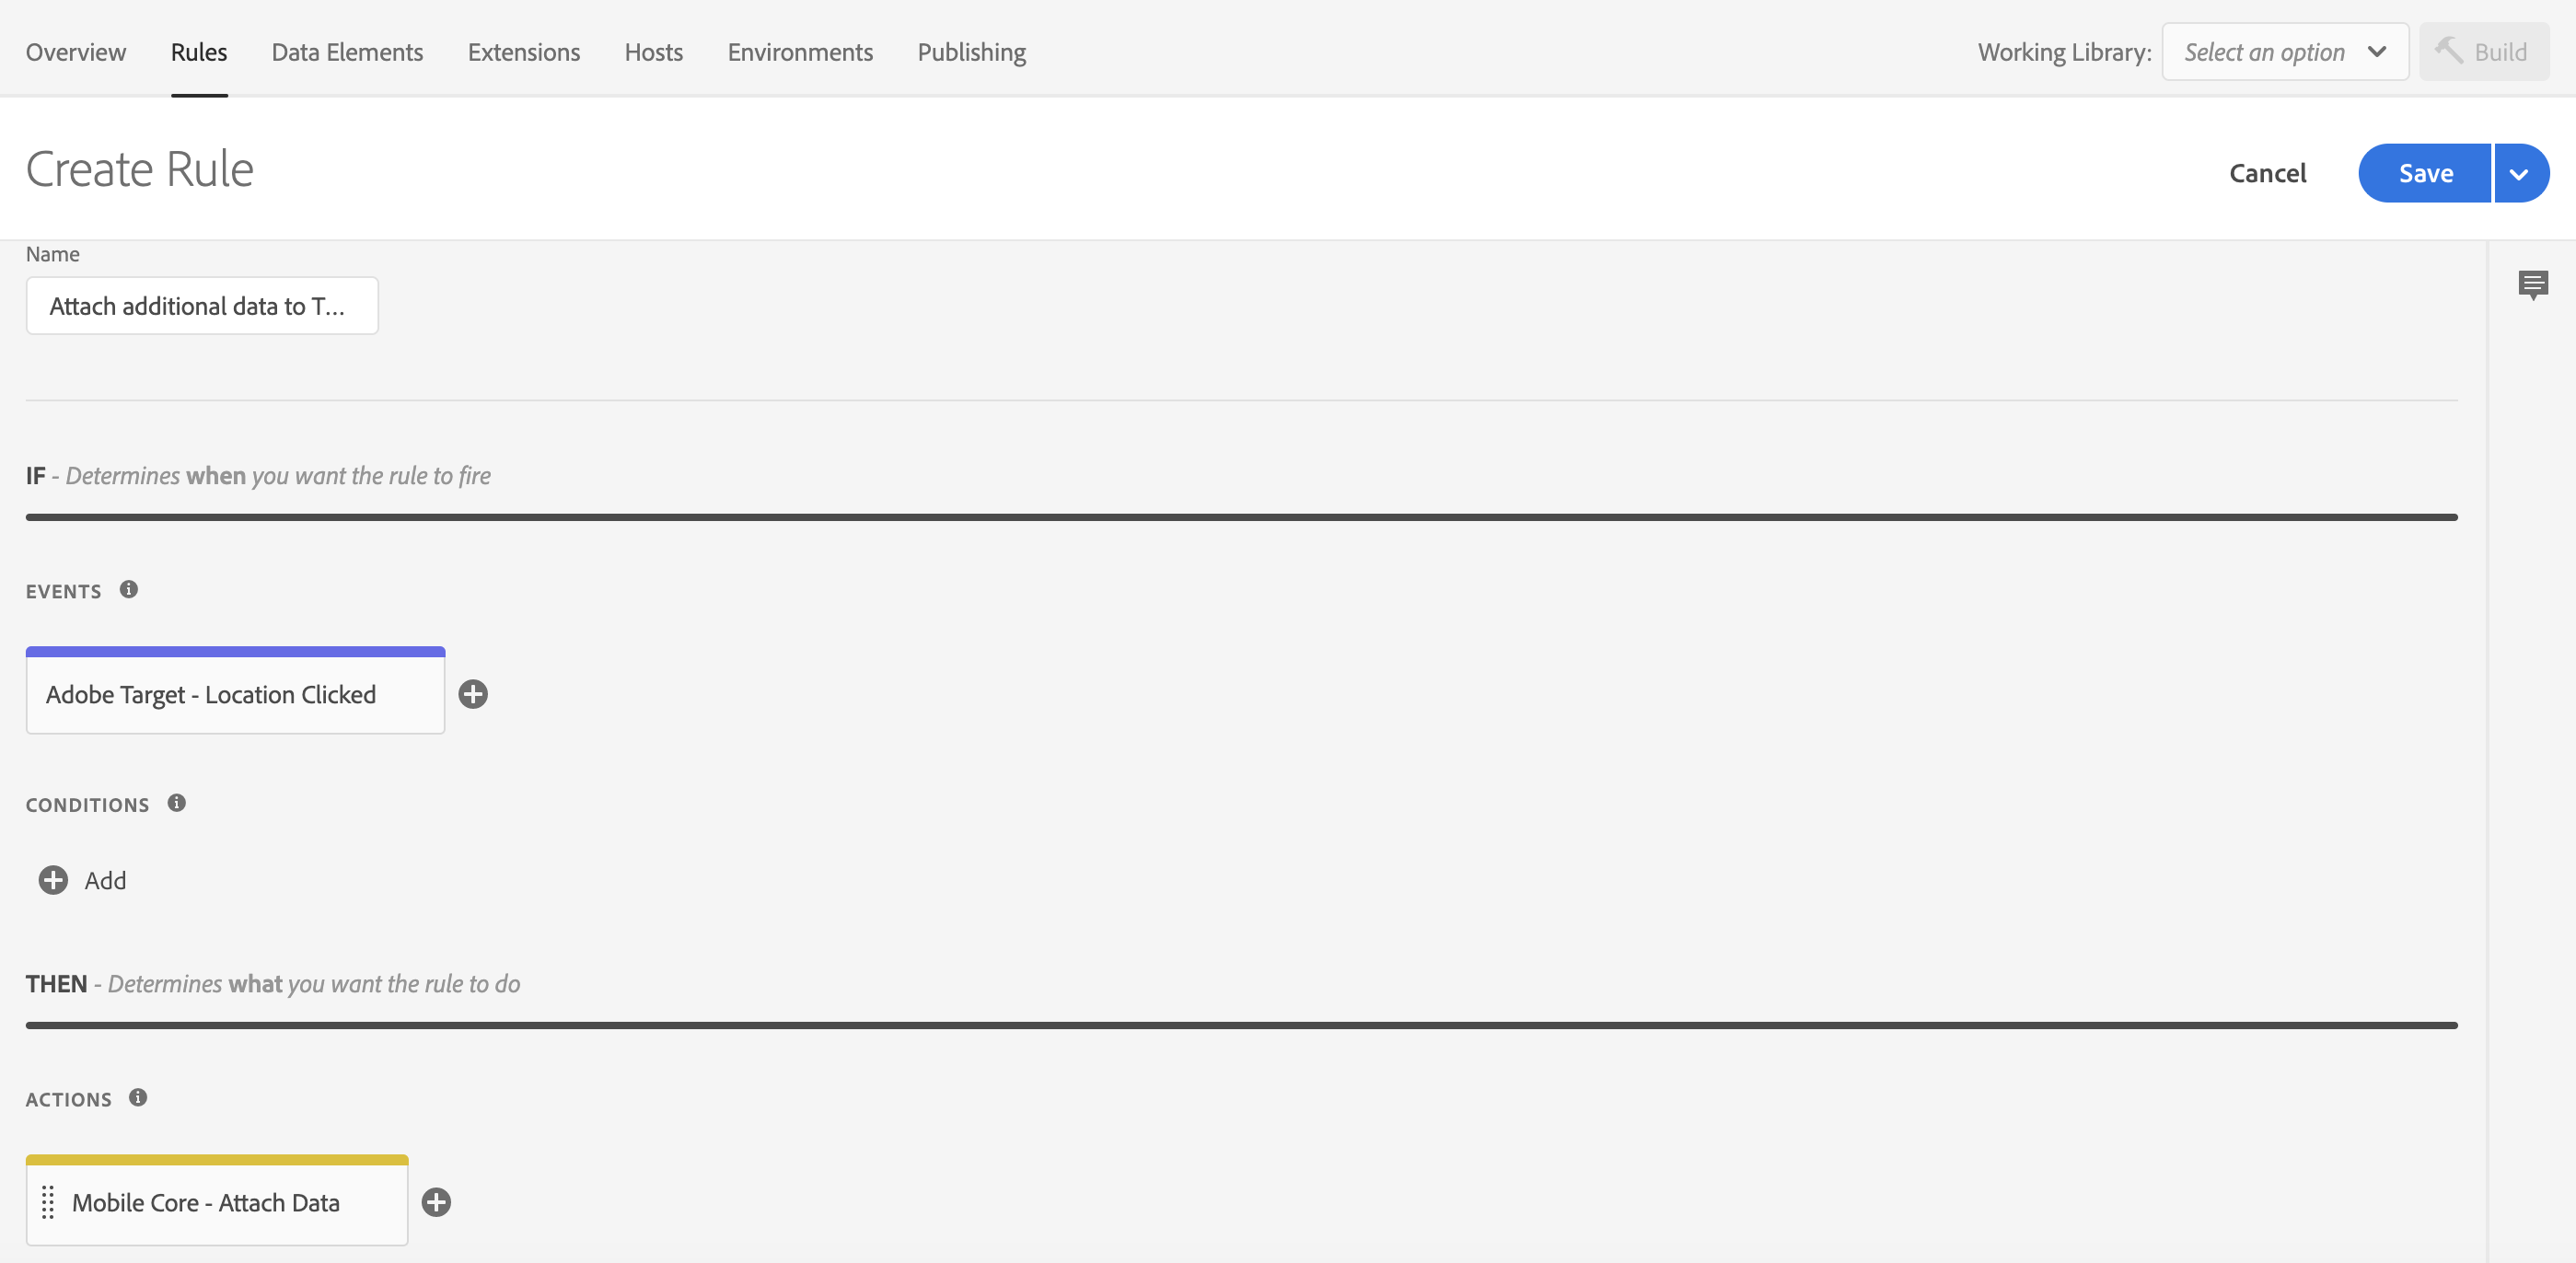 Overview Rules Data Elements Extensions Hosts Environments Publishing Working Library: Select an option Build
Create Rule Cancel Save
Name
Attach additional data to T...
IF - Determines when you want the rule to fire
EVENTS
Adobe Target - Location Clicked
CONDITIONS
Add
THEN - Determines what you want the rule to do
ACTIONS
Mobile Core - Attach Data